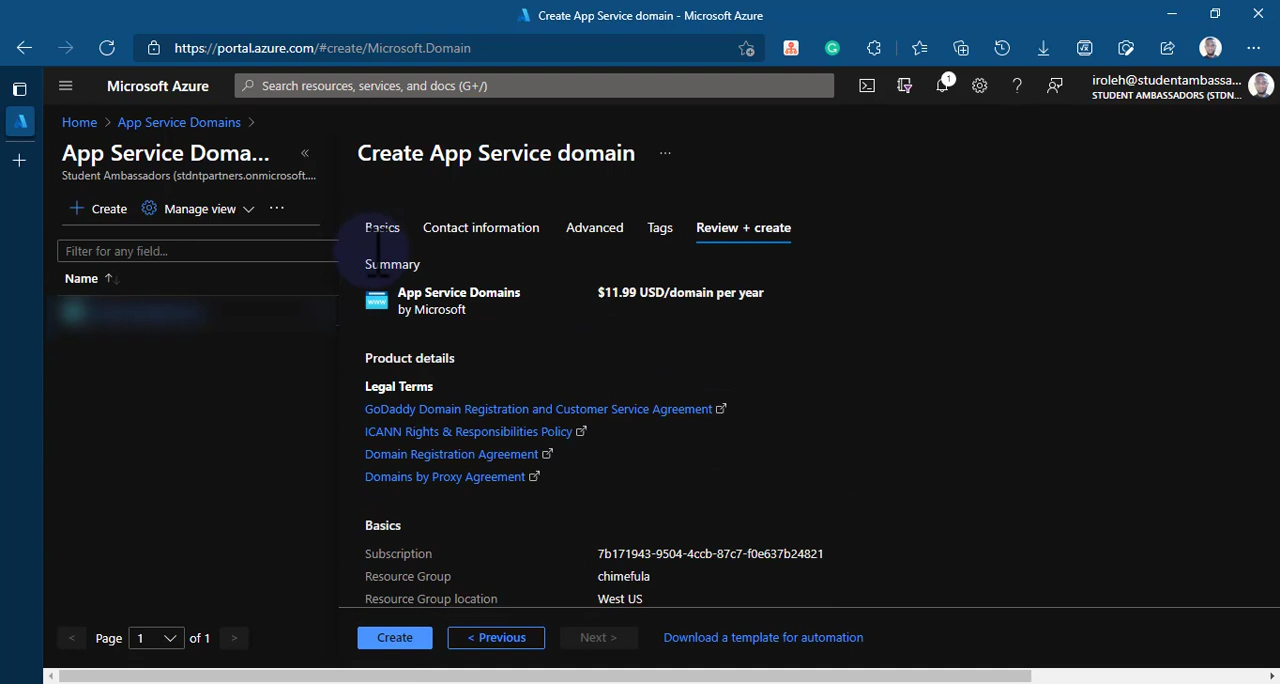 Create App Service domain - Microsoft Azure
https://portal.azure.com/#create/Microsoft.Domain
Microsoft Azure
Search resources, services, and docs (G+/)
1
iroleh@studentambassa...
STUDENT AMBASSADORS (STDN...
Home > App Service Domains >
App Service Doma...
Student Ambassadors (stdntpartners.onmicrosoft....
Create
Manage view
Filter for any field...
Name
Page 1 of 1
Create App Service domain
Basics
Contact information
Advanced
Tags
Review + create
Summary
www
App Service Domains
by Microsoft
$11.99 USD/domain per year
Product details
Legal Terms
GoDaddy Domain Registration and Customer Service Agreement
ICANN Rights & Responsibilities Policy
Domain Registration Agreement
Domains by Proxy Agreement
Basics
Subscription 7b171943-9504-4ccb-87c7-f0e637b24821
Resource Group chimefula
Resource Group location West US
Create
< Previous
Next >
Download a template for automation